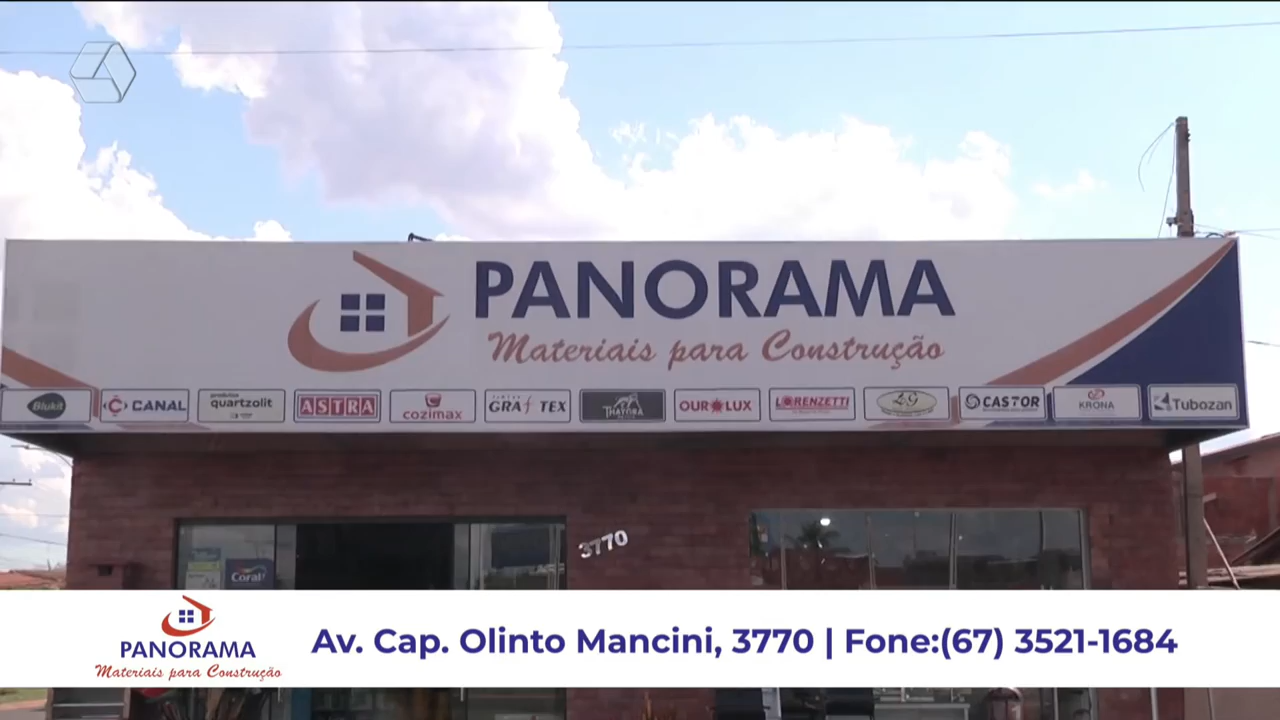 PANORAMA
Materiais para Construção
Blukit
CANAL
quartzolit
ASTRA
cozimax
GRAFTEX
THAYOBA
OUROLUX
LORENZETTI
CASTOR
KRONA
Tubozan
3770
Coral
PANORAMA
Materiais para Construção
Av. Cap. Olinto Mancini, 3770 | Fone:(67) 3521-1684